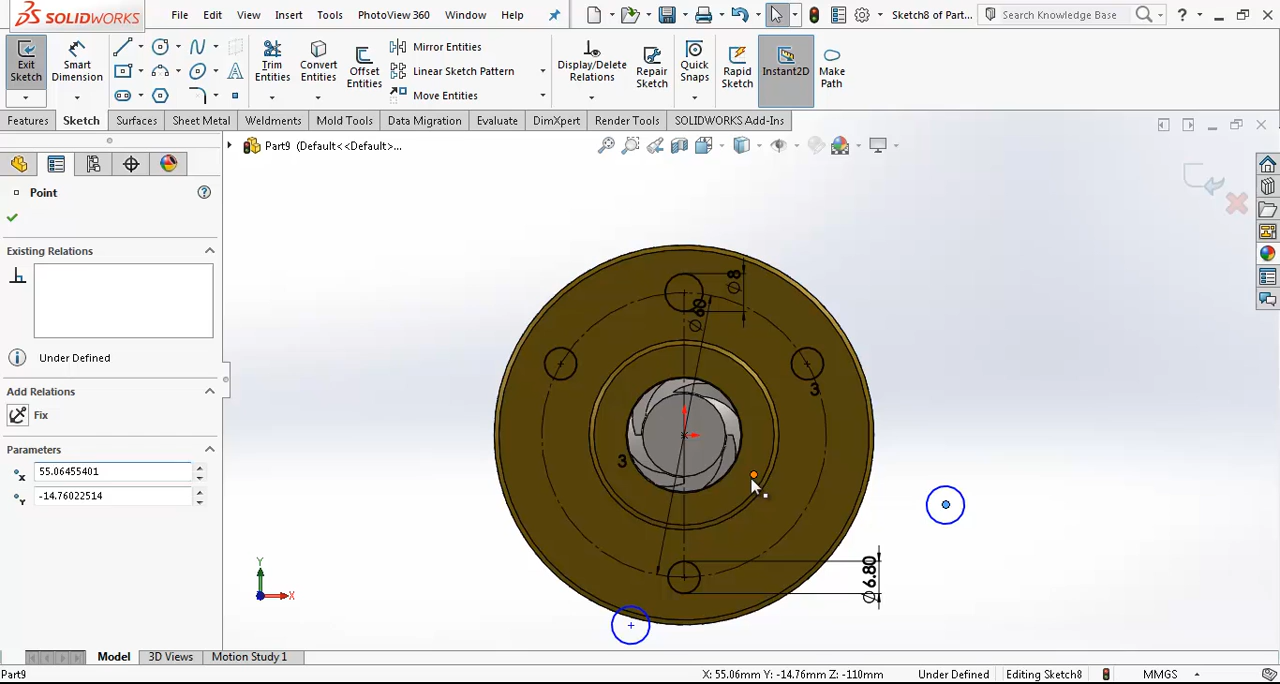 SOLIDWORKS
File Edit View Insert Tools PhotoView 360 Window Help
Sketch8 of Part...
Search Knowledge Base
?
Exit Sketch
Smart Dimension
Trim Entities
Convert Entities
Offset Entities
Mirror Entities
Linear Sketch Pattern
Move Entities
Display/Delete Relations
Repair Sketch
Quick Snaps
Rapid Sketch
Instant2D
Make Path
Features Sketch Surfaces Sheet Metal Weldments Mold Tools Data Migration Evaluate DimXpert Render Tools SOLIDWORKS Add-Ins
Part9 (Default<<Default>...
Point
?
Existing Relations
Under Defined
Add Relations
Fix
Parameters
X 55.06455401
Y -14.76022514
Ø 8
Ø 60
3
3
Ø 6.80
Y
X
Model 3D Views Motion Study 1
Part9
X: 55.06mm Y: -14.76mm Z: -110mm Under Defined Editing Sketch8 MMGS